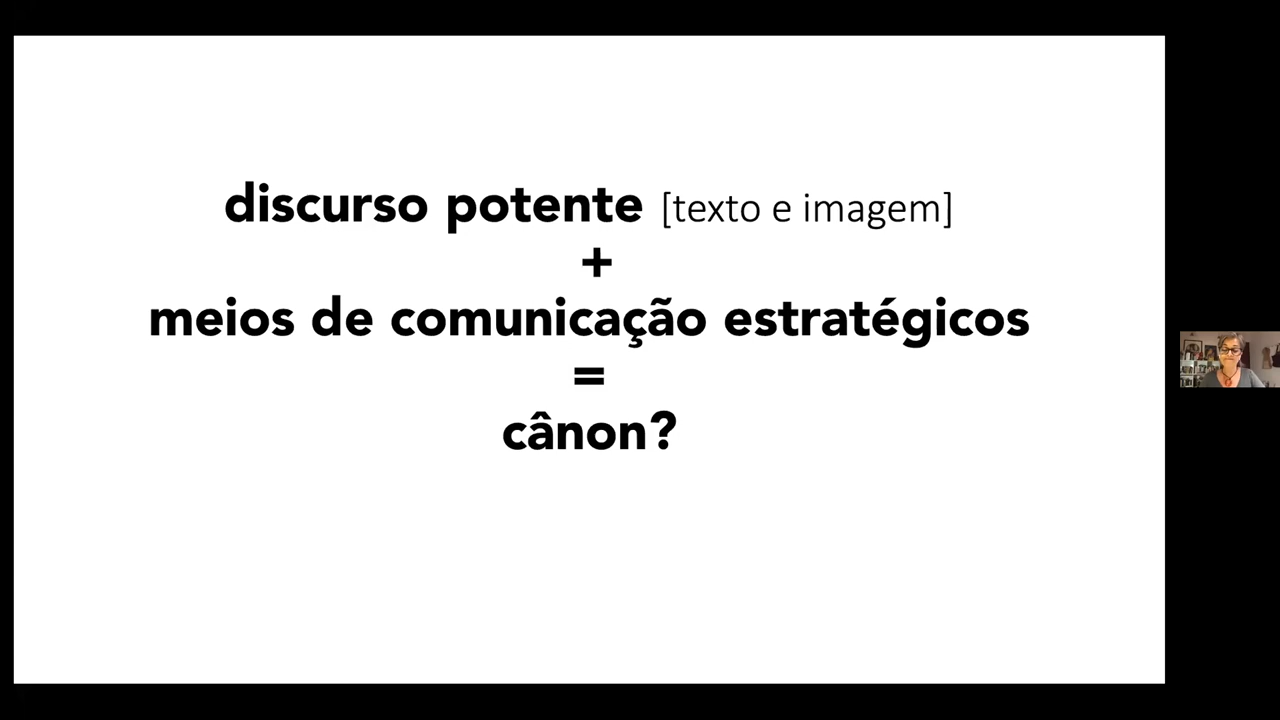 discurso potente [texto e imagem]
+
meios de comunicação estratégicos
=
cânon?